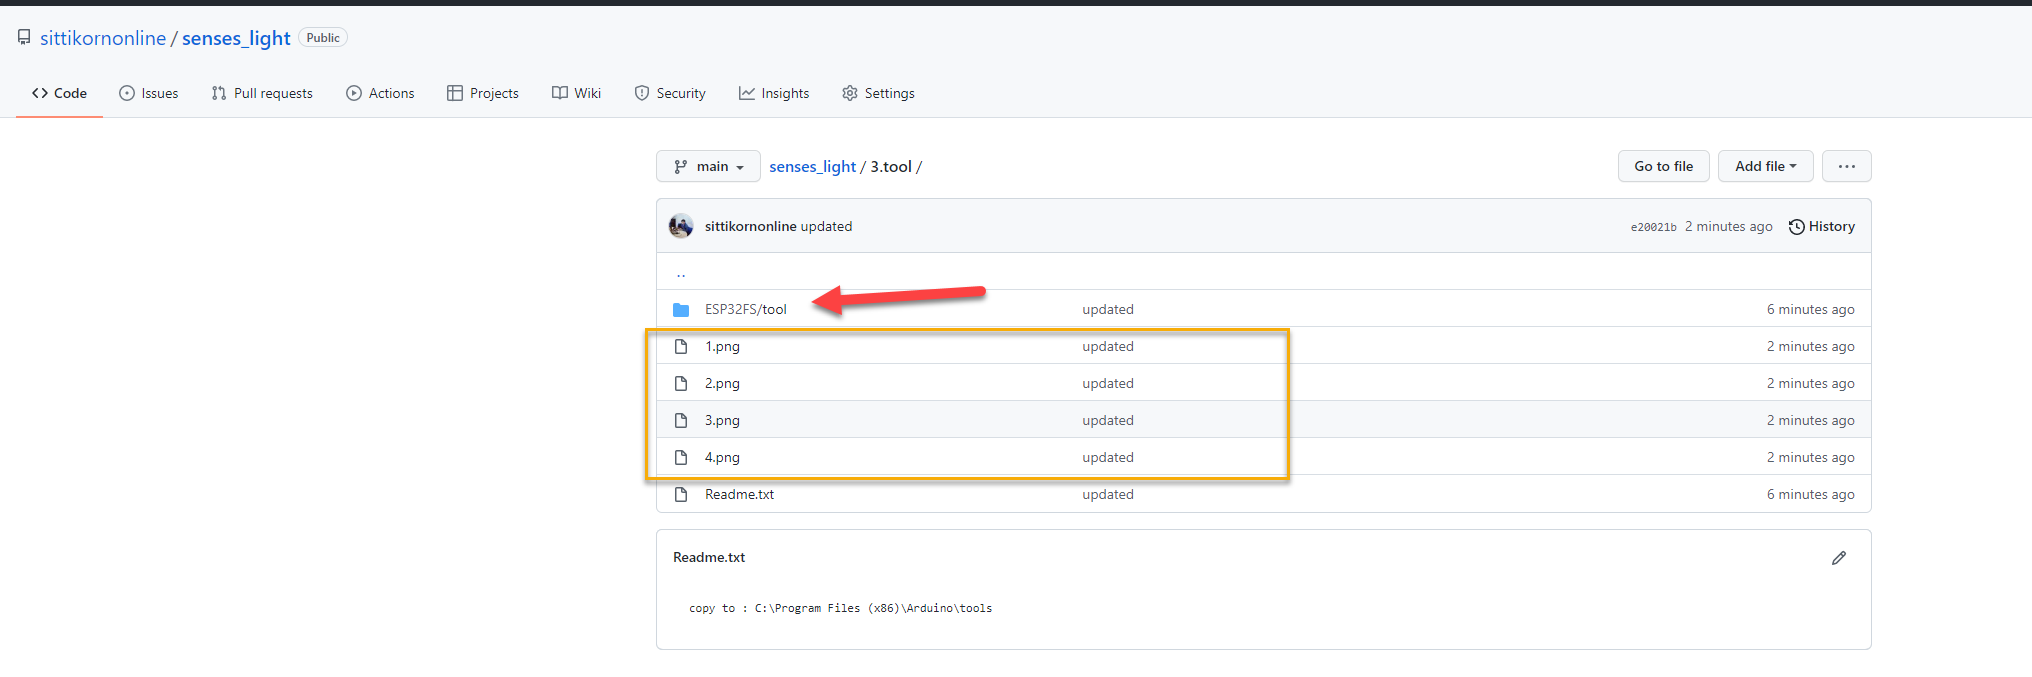 sittikornonline / senses_light Public
Code Issues Pull requests Actions Projects Wiki Security Insights Settings
main senses_light / 3.tool / Go to file Add file ...
sittikornonline updated e20021b 2 minutes ago History
..
ESP32FS/tool updated 6 minutes ago
1.png updated 2 minutes ago
2.png updated 2 minutes ago
3.png updated 2 minutes ago
4.png updated 2 minutes ago
Readme.txt updated 6 minutes ago
Readme.txt
copy to : C:\Program Files (x86)\Arduino\tools